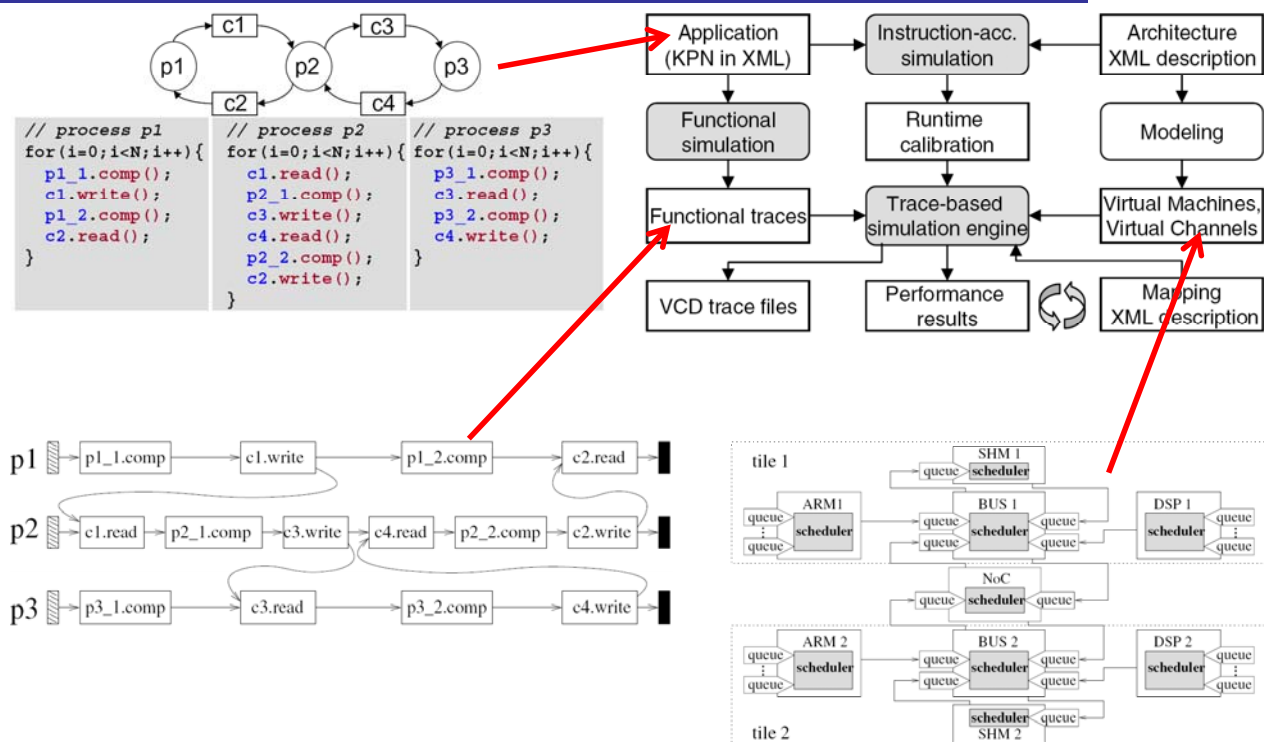 c1
c3
p1
p2
p3
c2
c4
// process p1
for(i=0;i<N;i++){
p1_1.comp();
c1.write();
p1_2.comp();
c2.read();
}
// process p2
for(i=0;i<N;i++){
c1.read();
p2_1.comp();
c3.write();
c4.read();
p2_2.comp();
c2.write();
}
// process p3
for(i=0;i<N;i++){
p3_1.comp();
c3.read();
p3_2.comp();
c4.write();
}
Application
(KPN in XML)
Instruction-acc.
simulation
Architecture
XML description
Functional
simulation
Runtime
calibration
Modeling
Functional traces
Trace-based
simulation engine
Virtual Machines,
Virtual Channels
VCD trace files
Performance
results
Mapping
XML description
p1
p1_1.comp
c1.write
p1_2.comp
c2.read
p2
c1.read
p2_1.comp
c3.write
c4.read
p2_2.comp
c2.write
p3
p3_1.comp
c3.read
p3_2.comp
c4.write
tile 1
SHM 1
queue
scheduler
ARM1
queue
scheduler
queue
BUS 1
queue
queue
scheduler
queue
queue
DSP 1
scheduler
queue
queue
NoC
queue
scheduler
queue
ARM 2
queue
scheduler
queue
BUS 2
queue
queue
scheduler
queue
queue
DSP 2
scheduler
queue
queue
scheduler
queue
SHM 2
tile 2